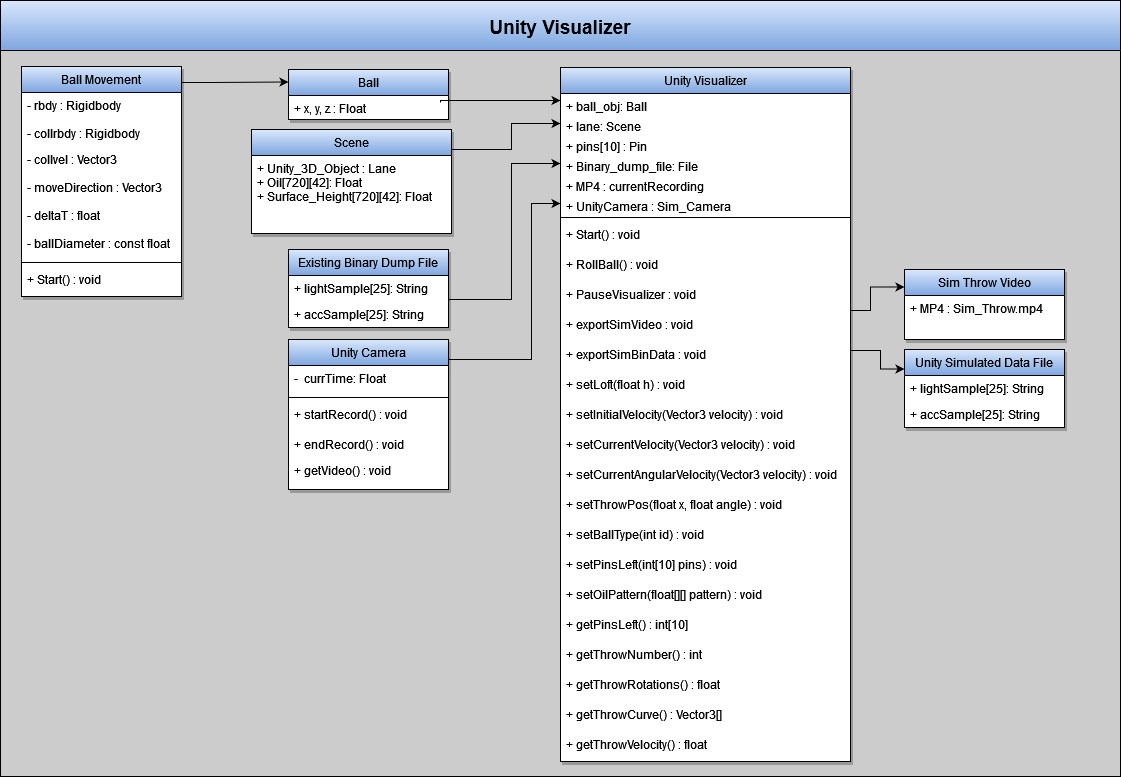 Unity Visualizer
Ball Movement
- rbdy : Rigidbody
- collrbdy : Rigidbody
- collvel : Vector3
- moveDirection : Vector3
- deltaT : float
- ballDiameter : const float
+ Start() : void
Ball
+ x, y, z : Float
Scene
+ Unity_3D_Object : Lane
+ Oil[720][42]: Float
+ Surface_Height[720][42]: Float
Existing Binary Dump File
+ lightSample[25]: String
+ accSample[25]: String
Unity Camera
- currTime: Float
+ startRecord() : void
+ endRecord() : void
+ getVideo() : void
Unity Visualizer
+ ball_obj: Ball
+ lane: Scene
+ pins[10] : Pin
+ Binary_dump_file: File
+ MP4 : currentRecording
+ UnityCamera : Sim_Camera
+ Start() : void
+ RollBall() : void
+ PauseVisualizer : void
+ exportSimVideo : void
+ exportSimBinData : void
+ setLoft(float h) : void
+ setInitialVelocity(Vector3 velocity) : void
+ setCurrentVelocity(Vector3 velocity) : void
+ setCurrentAngularVelocity(Vector3 velocity) : void
+ setThrowPos(float x, float angle) : void
+ setBallType(int id) : void
+ setPinsLeft(int[10] pins) : void
+ setOilPattern(float[][] pattern) : void
+ getPinsLeft() : int[10]
+ getThrowNumber() : int
+ getThrowRotations() : float
+ getThrowCurve() : Vector3[]
+ getThrowVelocity() : float
Sim Throw Video
+ MP4 : Sim_Throw.mp4
Unity Simulated Data File
+ lightSample[25]: String
+ accSample[25]: String